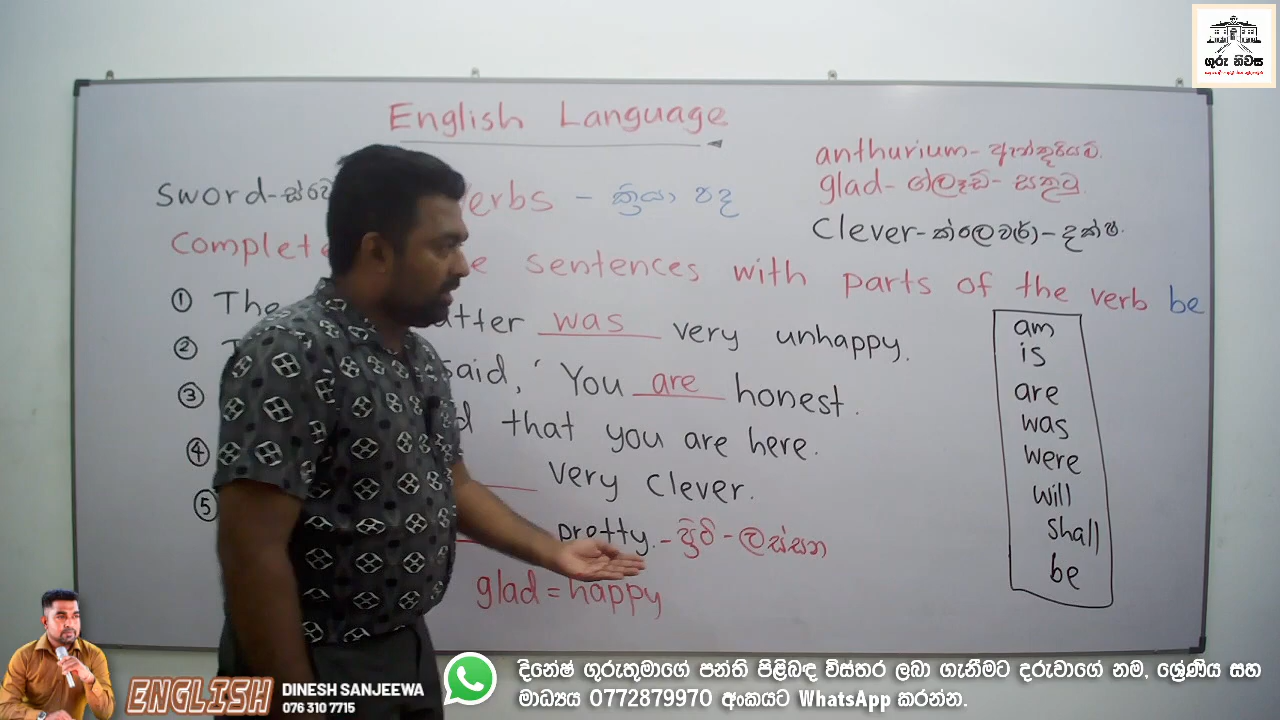 ගුරු නිවස
English Language
anthurium - ඇන්තූරියම්.
glad - ග්ලෑඩ් - සතුටු
sword - ස්
verbs - ක්‍රියා පද
clever - ක්ලෙවර් - දක්ෂ.
Complete sentences with parts of the verb be
① The was very unhappy.
② said, ‘You are honest.
③ that you are here.
④ very clever.
⑤ pretty. - ප්‍රිටි - ලස්සන
glad = happy
am
is
are
was
were
will
shall
be
ENGLISH
DINESH SANJEEWA
076 310 7715
දිනේෂ් ගුරුතුමාගේ පන්ති පිළිබඳ විස්තර ලබා ගැනීමට දරුවාගේ නම, ශ්‍රේණිය සහ
මාධ්‍යය 0772879970 අංකයට WhatsApp කරන්න.